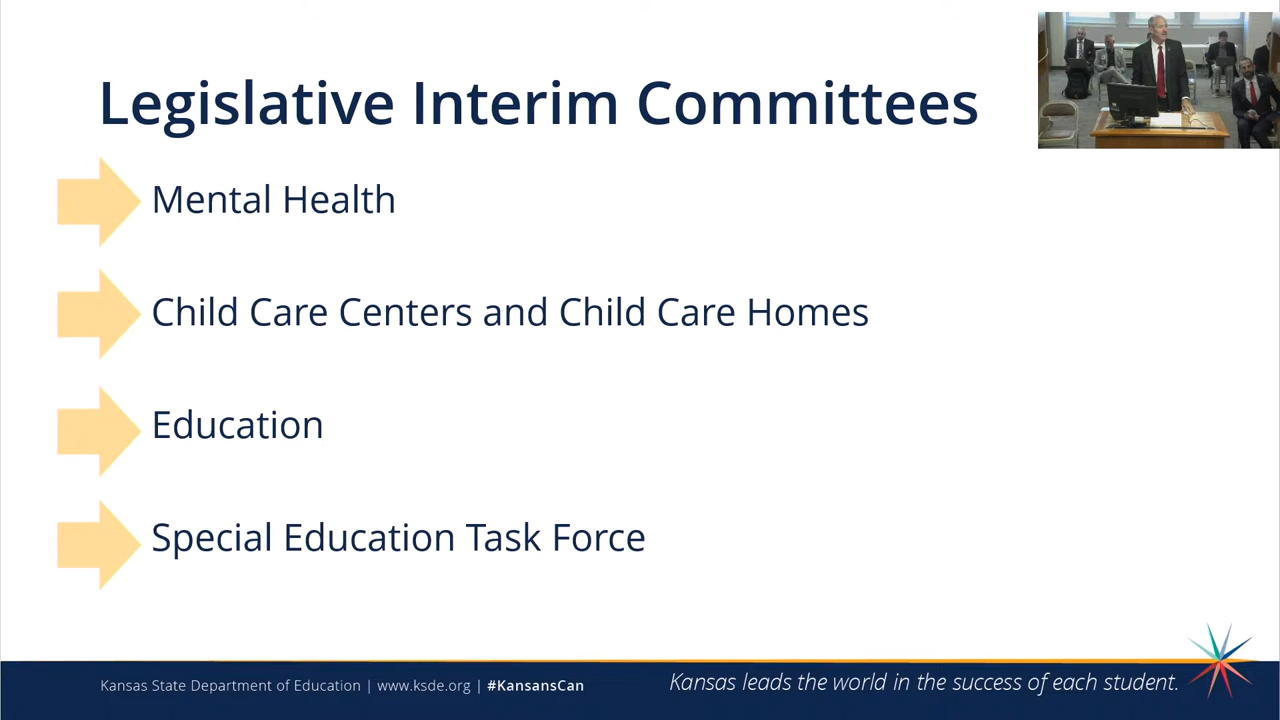 Legislative Interim Committees
Mental Health
Child Care Centers and Child Care Homes
Education
Special Education Task Force
Kansas State Department of Education | www.ksde.org | #KansansCan
Kansas leads the world in the success of each student.